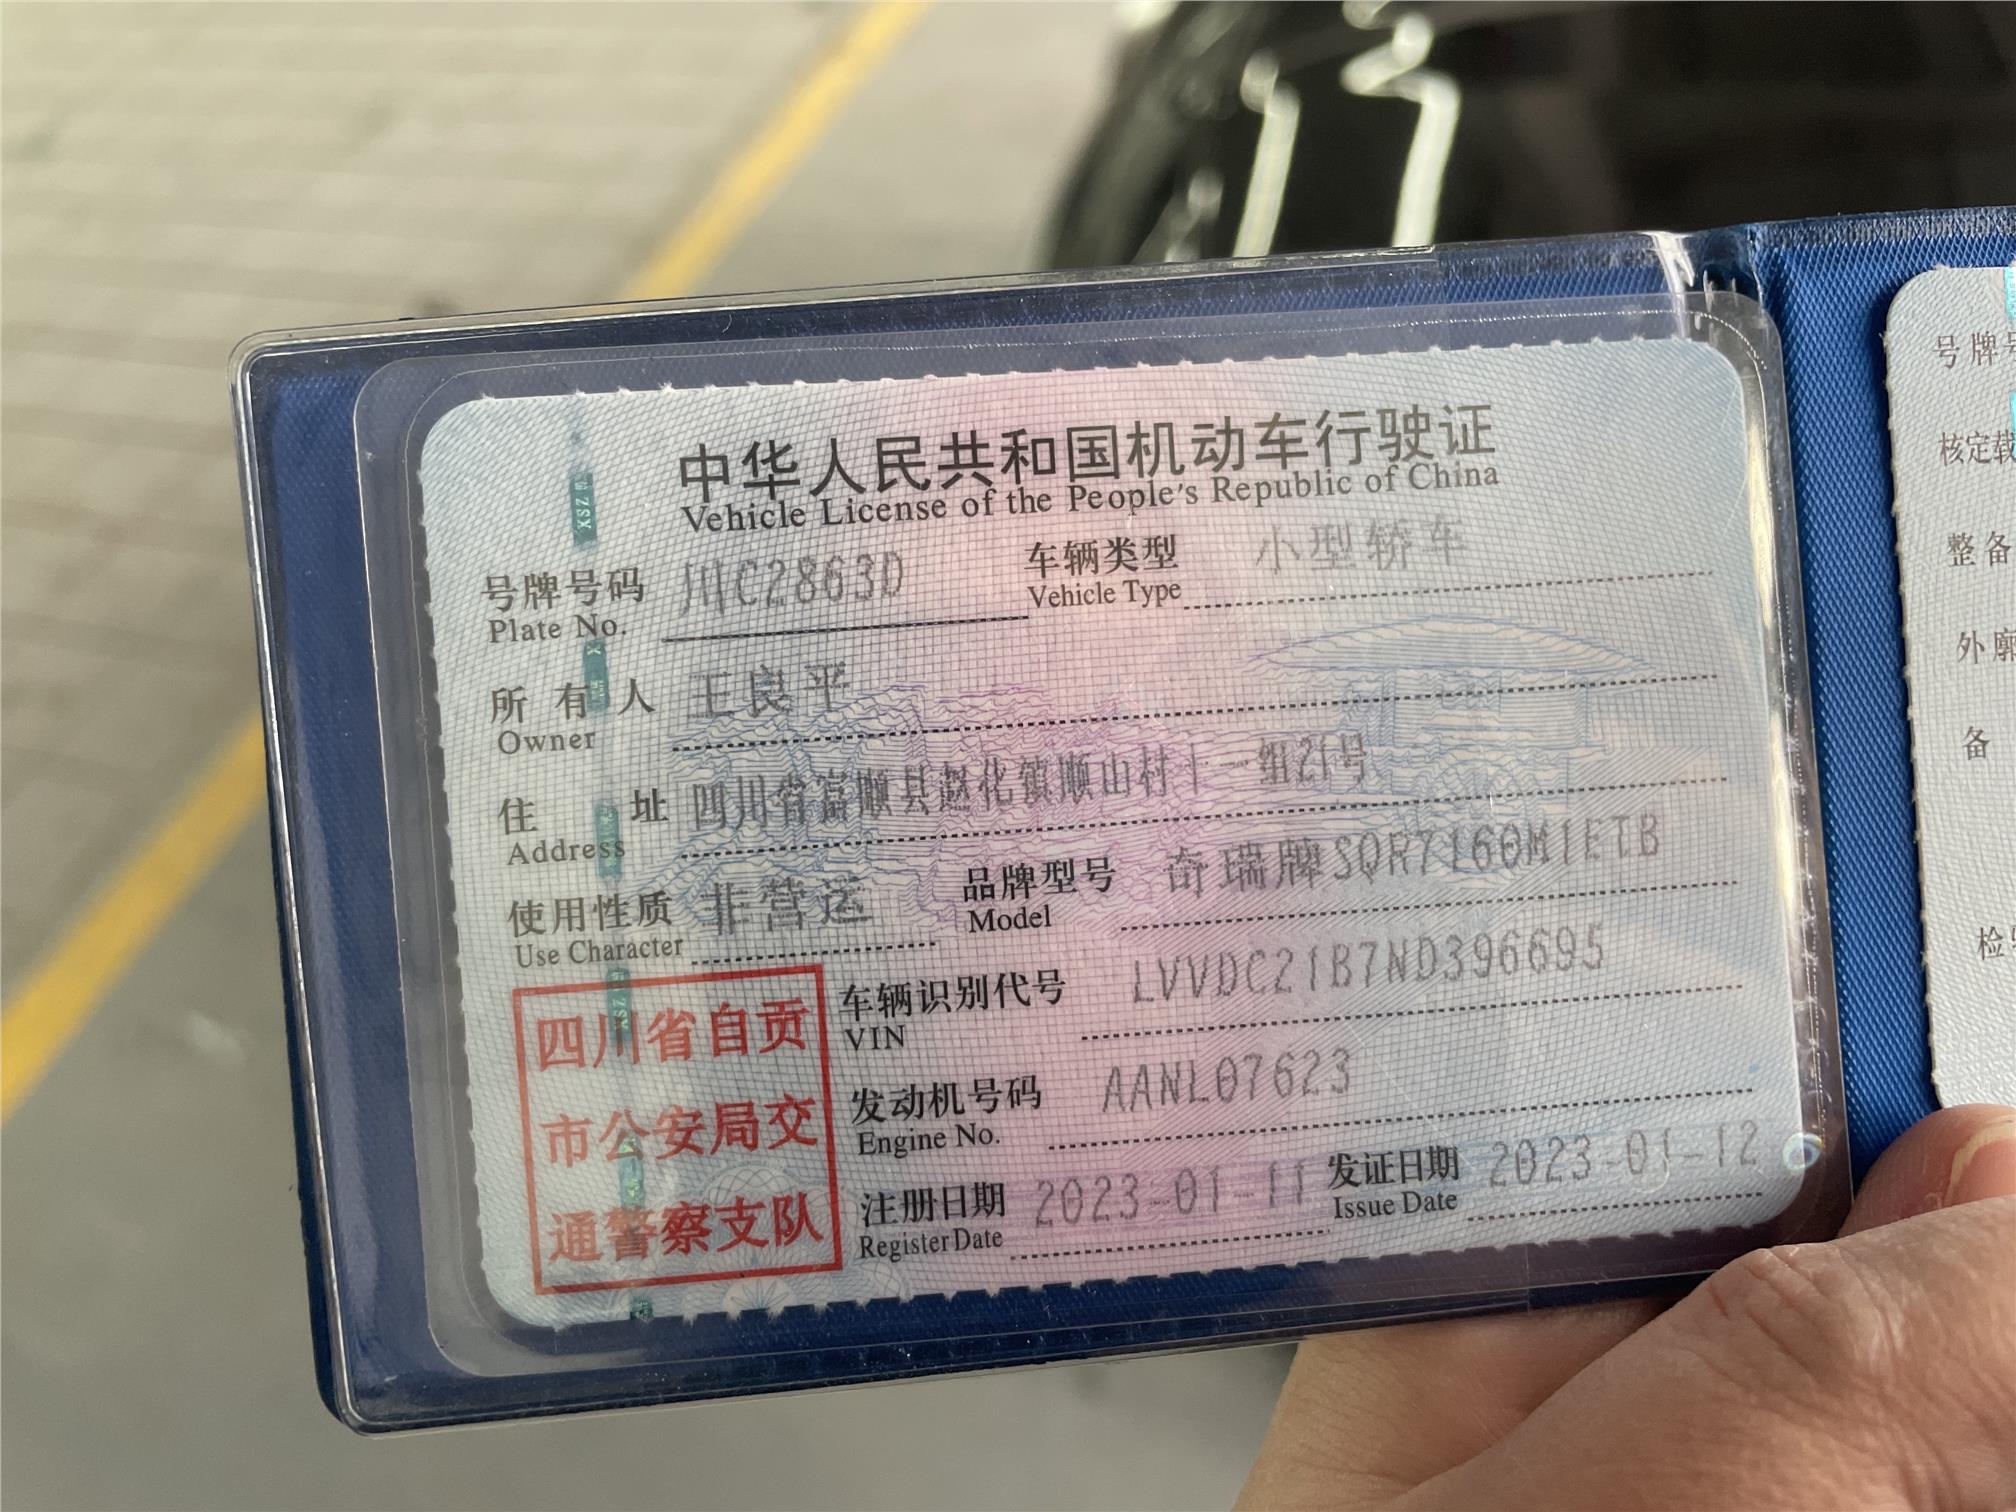 中华人民共和国机动车行驶证
Vehicle License of the People's Republic of China
号牌号码 川C2863D 车辆类型 小型轿车
Plate No. Vehicle Type
所有人 王良平
Owner
住址 四川省富顺县赵化镇顺山村十一组21号
Address
使用性质 非营运 品牌型号 奇瑞牌SQR7160M1ETB
Use Character Model
四川省自贡
市公安局交
通警察支队
车辆识别代号 LVVDC21B7ND396695
VIN
发动机号码 AANL07623
Engine No.
注册日期 2023-01-11 发证日期 2023-01-12
Register Date Issue Date
号牌号
核定载
整备
外廓
备
检验